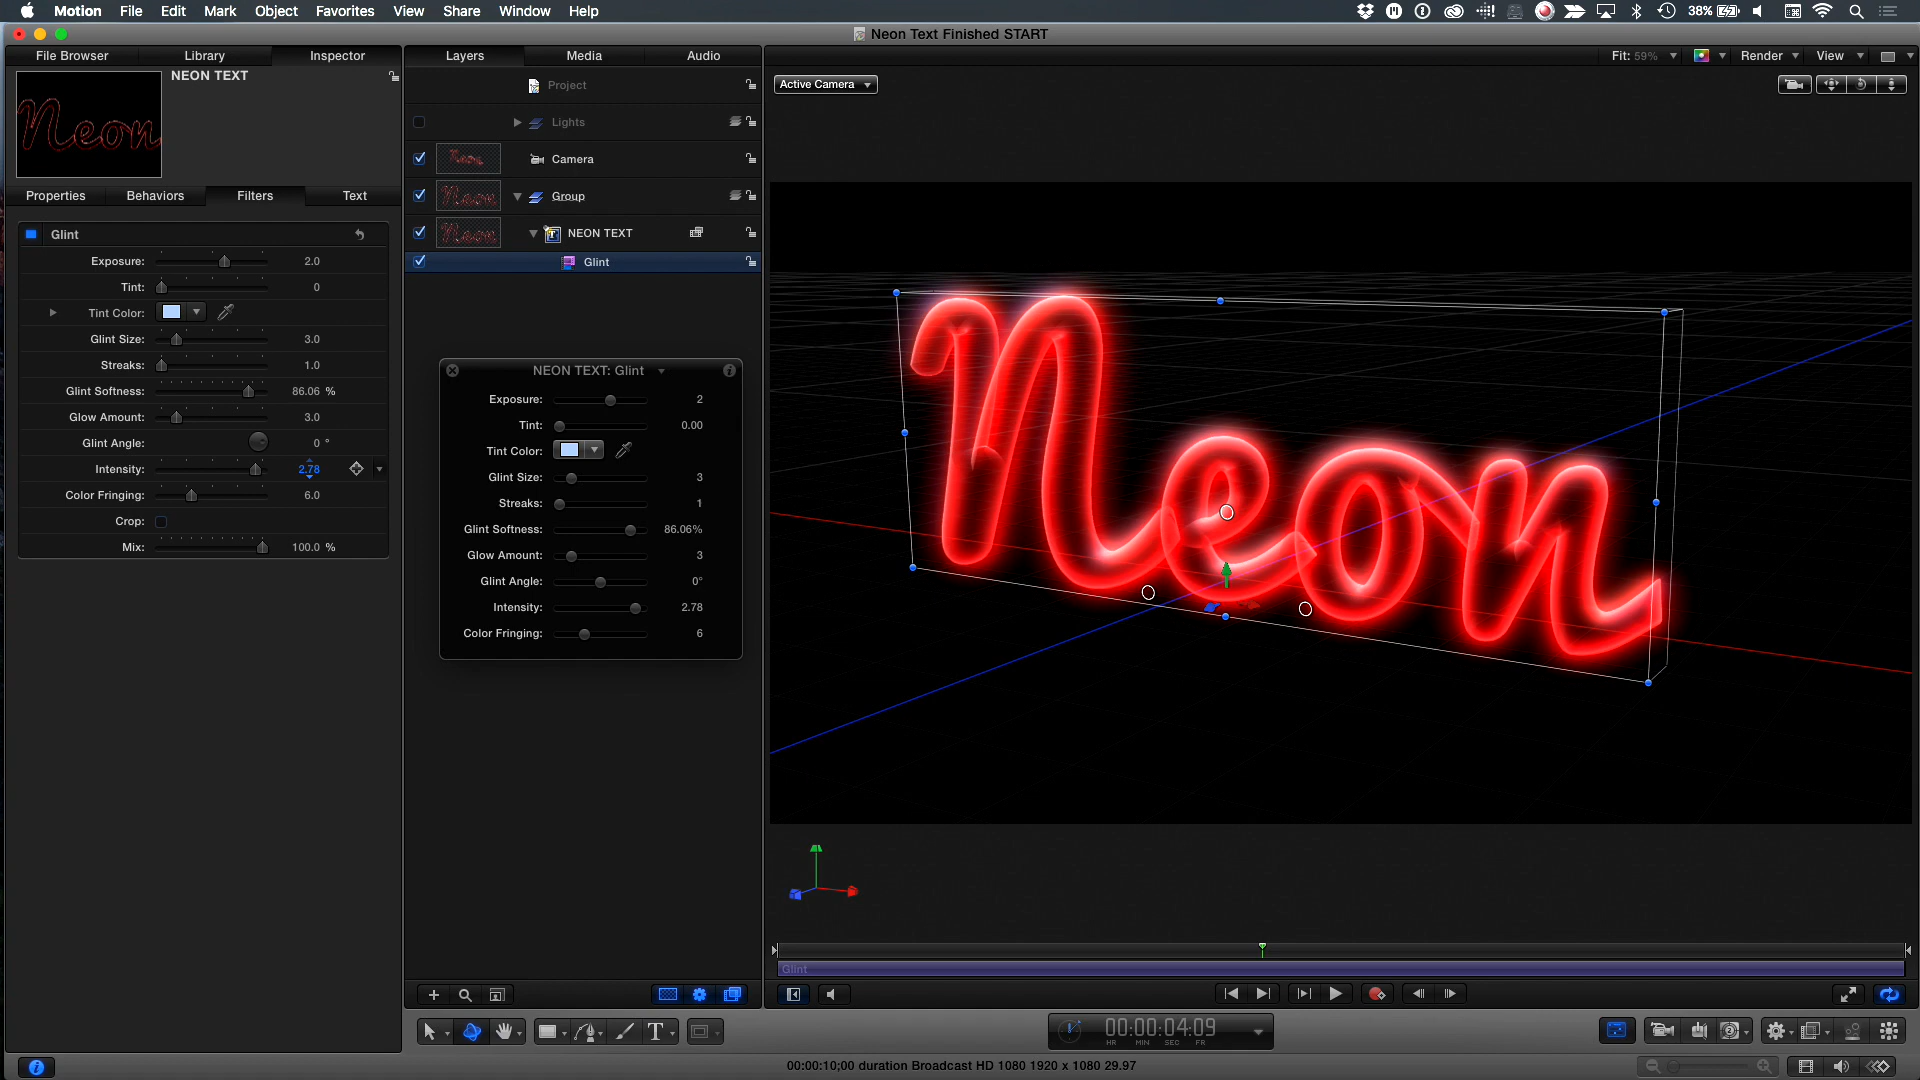 Motion File Edit Mark Object Favorites View Share Window Help 38%
Neon Text Finished START
File Browser Library Inspector Layers Media Audio Fit: 59% Render View
NEON TEXT
Neon
Project
Active Camera
Lights
Camera
Properties Behaviors Filters Text
Group
NEON TEXT
Glint
Glint
Exposure: 2.0
Tint: 0
Tint Color:
Glint Size: 3.0
Streaks: 1.0
Glint Softness: 86.06 %
Glow Amount: 3.0
Glint Angle: 0 °
Intensity: 2.78
Color Fringing: 6.0
Crop:
Mix: 100.0 %
NEON TEXT: Glint
Exposure: 2
Tint: 0.00
Tint Color:
Glint Size: 3
Streaks: 1
Glint Softness: 86.06%
Glow Amount: 3
Glint Angle: 0°
Intensity: 2.78
Color Fringing: 6
Neon
Glint
00:00:04:09
HR MIN SEC FR
00:00:10;00 duration Broadcast HD 1080 1920 x 1080 29.97